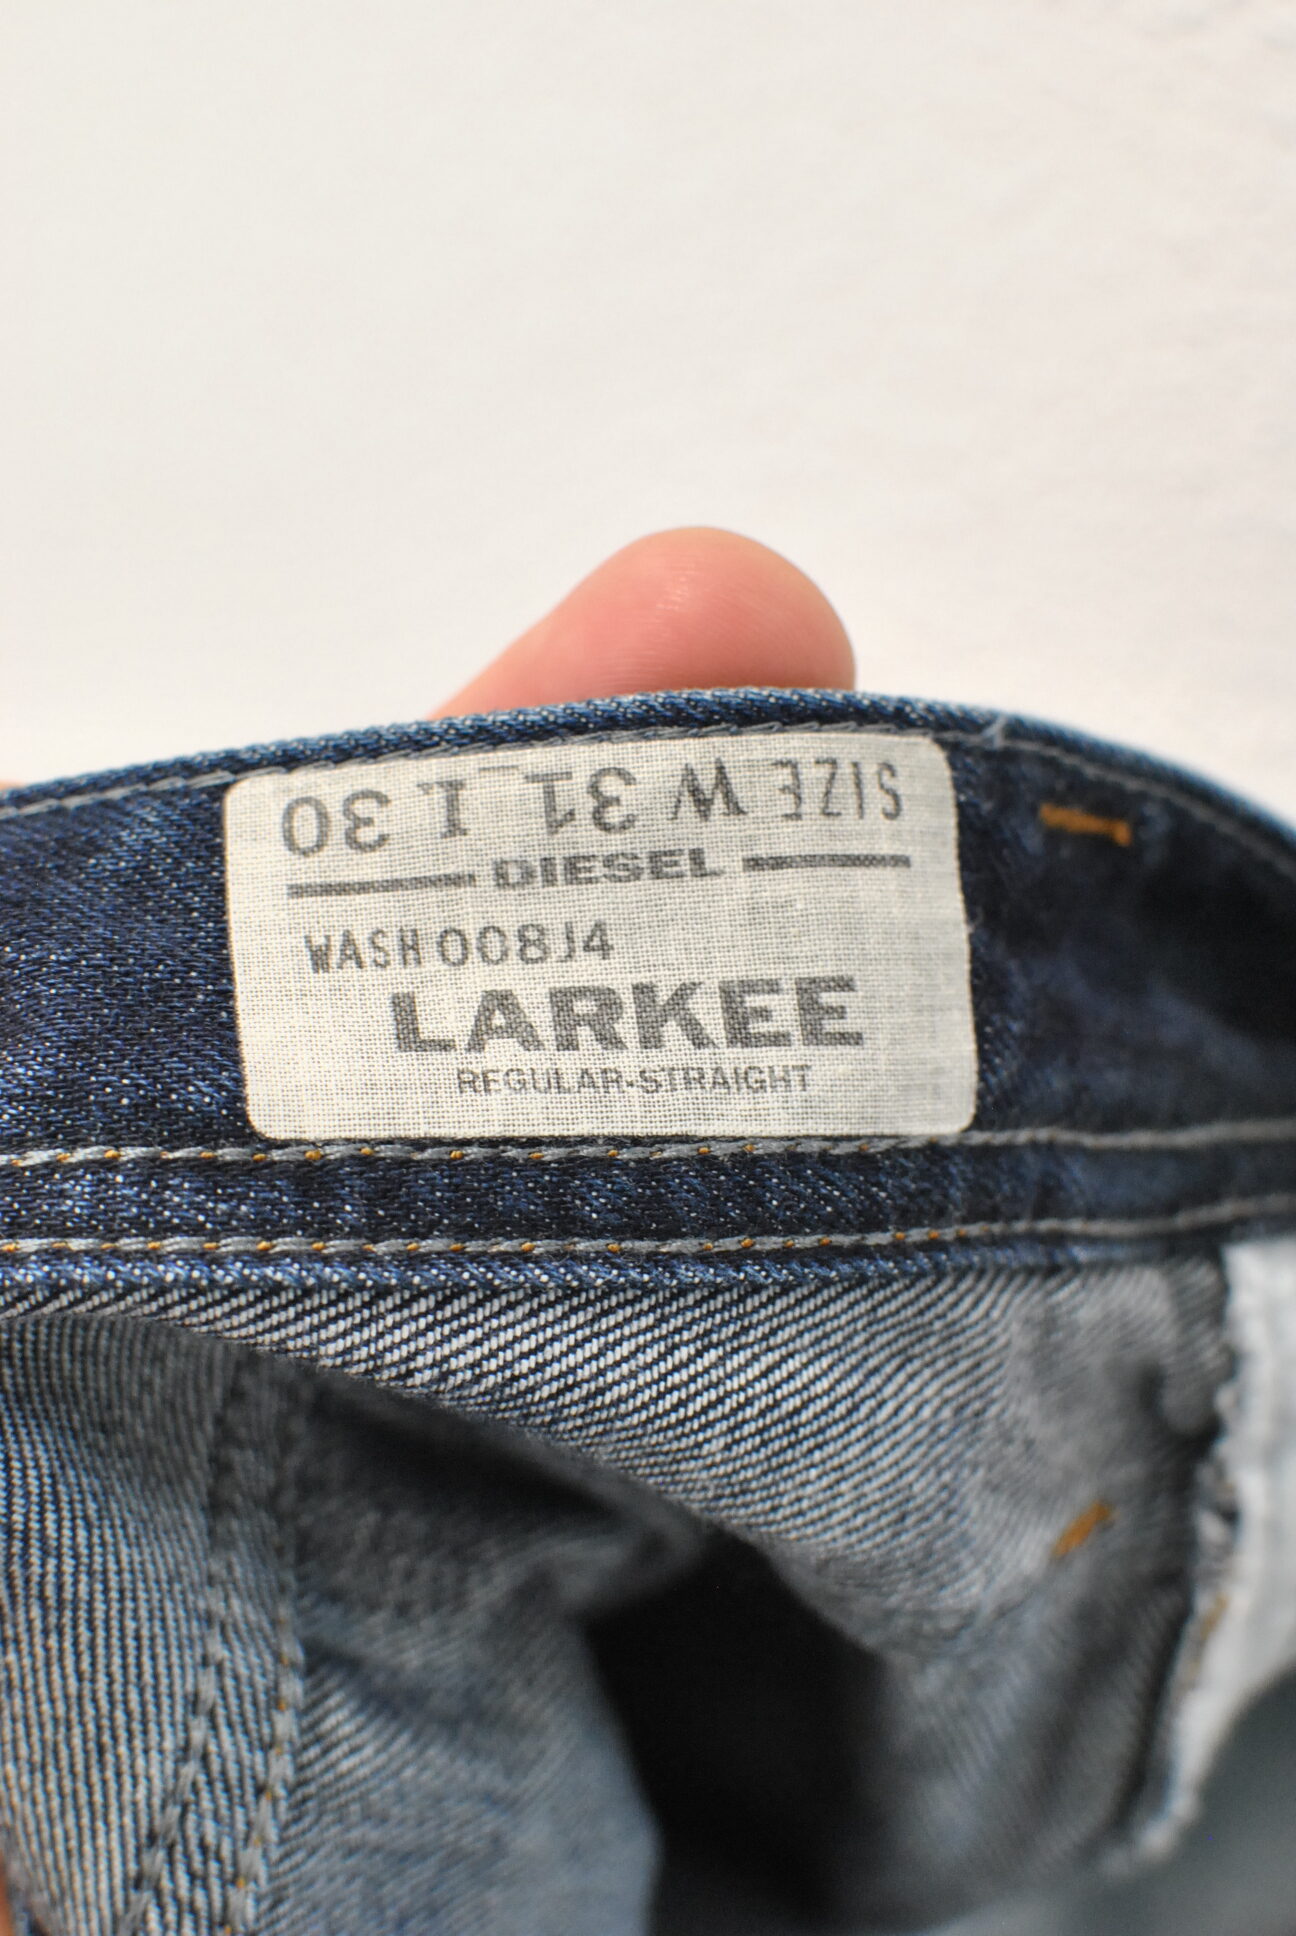 SIZE W 31 L 30
DIESEL
WASH 008J4
LARKEE
REGULAR-STRAIGHT